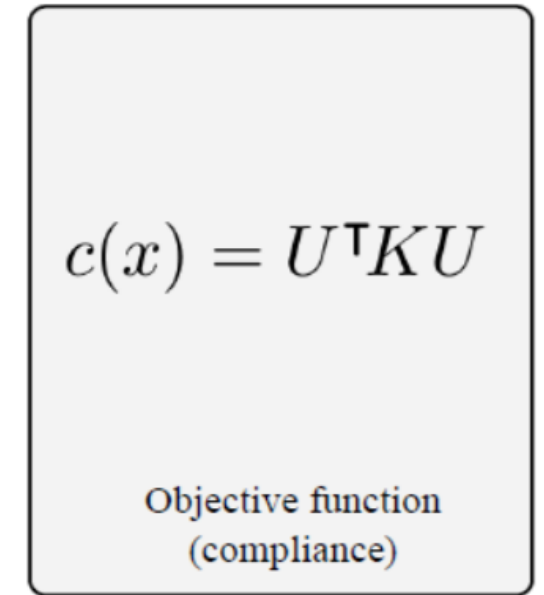 c(x) = UᵀKU
Objective function
(compliance)